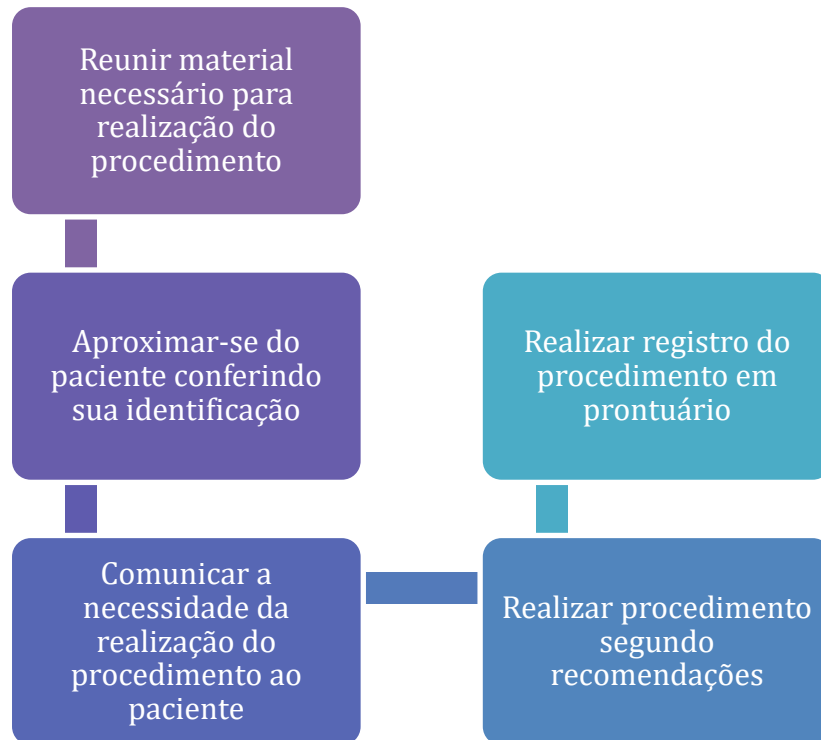 Reunir material
necessário para
realização do
procedimento
Aproximar-se do
paciente conferindo
sua identificação
Comunicar a
necessidade da
realização do
procedimento ao
paciente
Realizar procedimento
segundo
recomendações
Realizar registro do
procedimento em
prontuário